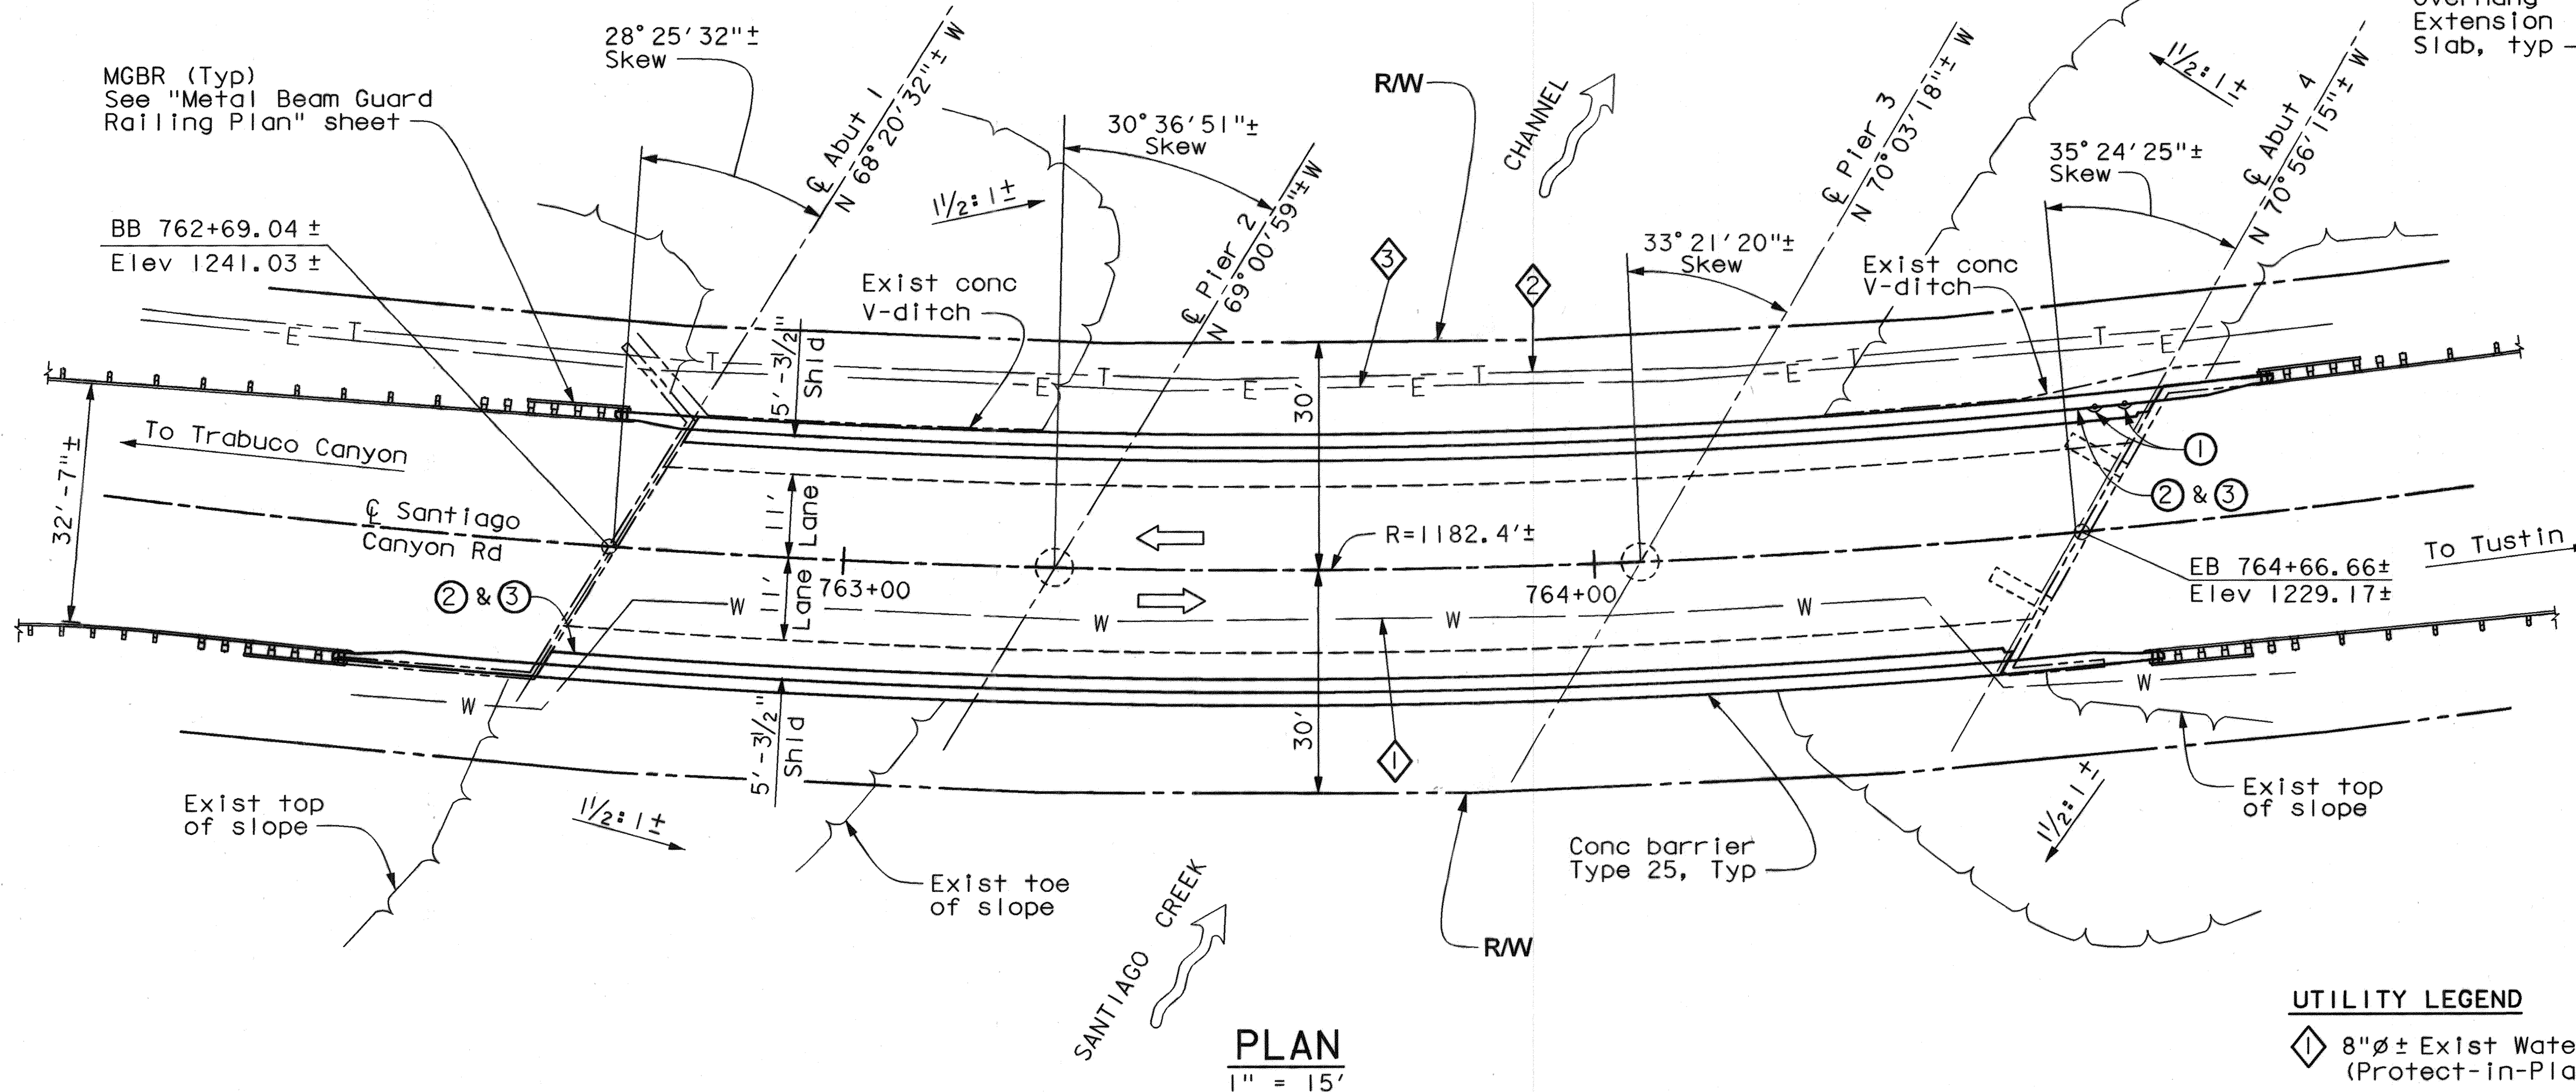 28°25'32"±
Skew
MGBR (Typ)
See "Metal Beam Guard
Railing Plan" sheet
BB 762+69.04 ±
Elev 1241.03 ±
℄ Abut 1
N 68°20'32"± W
1½:1±
30°36'51"±
Skew
℄ Pier 2
N 69°00'59"± W
Exist conc
V-ditch
R/W
CHANNEL
3
2
33°21'20"±
Skew
℄ Pier 3
N 70°03'18"± W
Exist conc
V-ditch
1½:1±
35°24'25"±
Skew
℄ Abut 4
N 70°56'15"± W
Extension
Slab, typ
T
E
T
E
T
E
E
T
E
T
T
E
5'-3½"
Shld
30'
To Trabuco Canyon
32'-7"±
℄ Santiago
Canyon Rd
11'
Lane
11'
Lane
763+00
R=1182.4'±
764+00
1
2 & 3
EB 764+66.66±
Elev 1229.17±
To Tustin
2 & 3
W
W
W
W
W
W
5'-3½"
Shld
30'
1
Exist top
of slope
1½:1±
Exist toe
of slope
Conc barrier
Type 25, Typ
R/W
1½:1±
Exist top
of slope
SANTIAGO CREEK
PLAN
1" = 15'
UTILITY LEGEND
1 8"ø± Exist Wate
(Protect-in-Pla